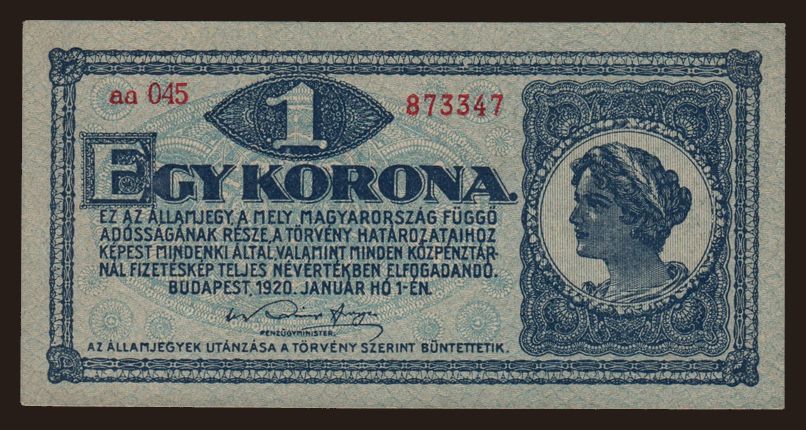 aa 045
1
873347
EGY KORONA.
EZ AZ ÁLLAMJEGY, A MELY MAGYARORSZÁG FÜGGŐ
ADÓSSÁGÁNAK RÉSZE, A TÖRVÉNY HATÁROZATAIHOZ
KÉPEST MINDENKI ÁLTAL, VALAMINT MINDEN KÖZPÉNZTÁR-
NÁL FIZETÉSKÉP TELJES NÉVÉRTÉKBEN ELFOGADANDÓ.
BUDAPEST, 1920. JANUÁR HÓ 1-ÉN.
PÉNZÜGYMINISTER.
AZ ÁLLAMJEGYEK UTÁNZÁSA A TÖRVÉNY SZERINT BÜNTETTETIK.